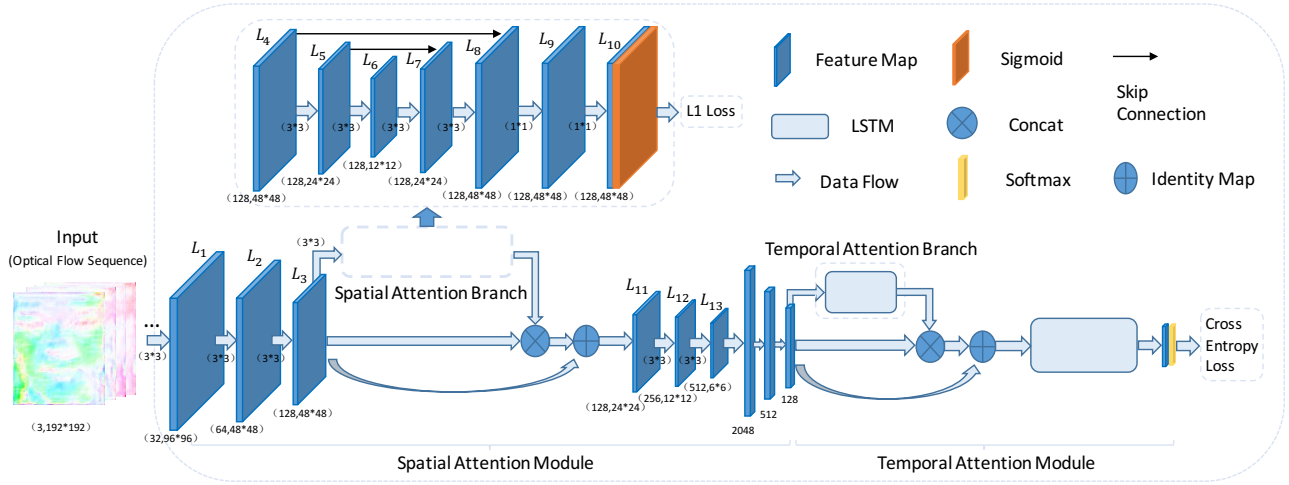 L4
L5
L6
L7
L8
L9
L10
(3*3)
(3*3)
(3*3)
(3*3)
(1*1)
(1*1)
(128,48*48)
(128,24*24)
(128,12*12)
(128,24*24)
(128,48*48)
(128,48*48)
(128,48*48)
L1 Loss
Feature Map
Sigmoid
Skip
Connection
LSTM
Concat
Data Flow
Softmax
Identity Map
Input
(Optical Flow Sequence)
...
(3*3)
(3,192*192)
L1
L2
L3
(3*3)
(3*3)
(3*3)
(32,96*96)
(64,48*48)
(128,48*48)
Spatial Attention Branch
L11
L12
L13
(3*3)
(3*3)
(128,24*24)
(256,12*12)
(512,6*6)
2048
512
128
Temporal Attention Branch
Cross
Entropy
Loss
Spatial Attention Module
Temporal Attention Module